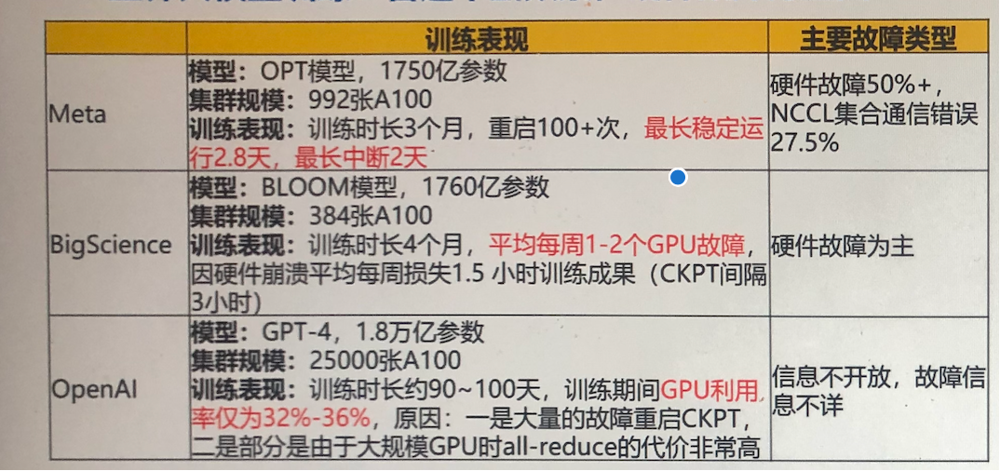 训练表现
主要故障类型
Meta
模型：OPT模型，1750亿参数
集群规模：992张A100
训练表现：训练时长3个月，重启100+次，最长稳定运
行2.8天，最长中断2天
硬件故障50%+，
NCCL集合通信错误
27.5%
BigScience
模型：BLOOM模型，1760亿参数
集群规模：384张A100
训练表现：训练时长4个月，平均每周1-2个GPU故障，
因硬件崩溃平均每周损失1.5 小时训练成果（CKPT间隔
3小时）
硬件故障为主
OpenAI
模型：GPT-4，1.8万亿参数
集群规模：25000张A100
训练表现：训练时长约90~100天，训练期间GPU利用
率仅为32%-36%，原因：一是大量的故障重启CKPT，
二是部分是由于大规模GPU时all-reduce的代价非常高
信息不开放，故障信
息不详